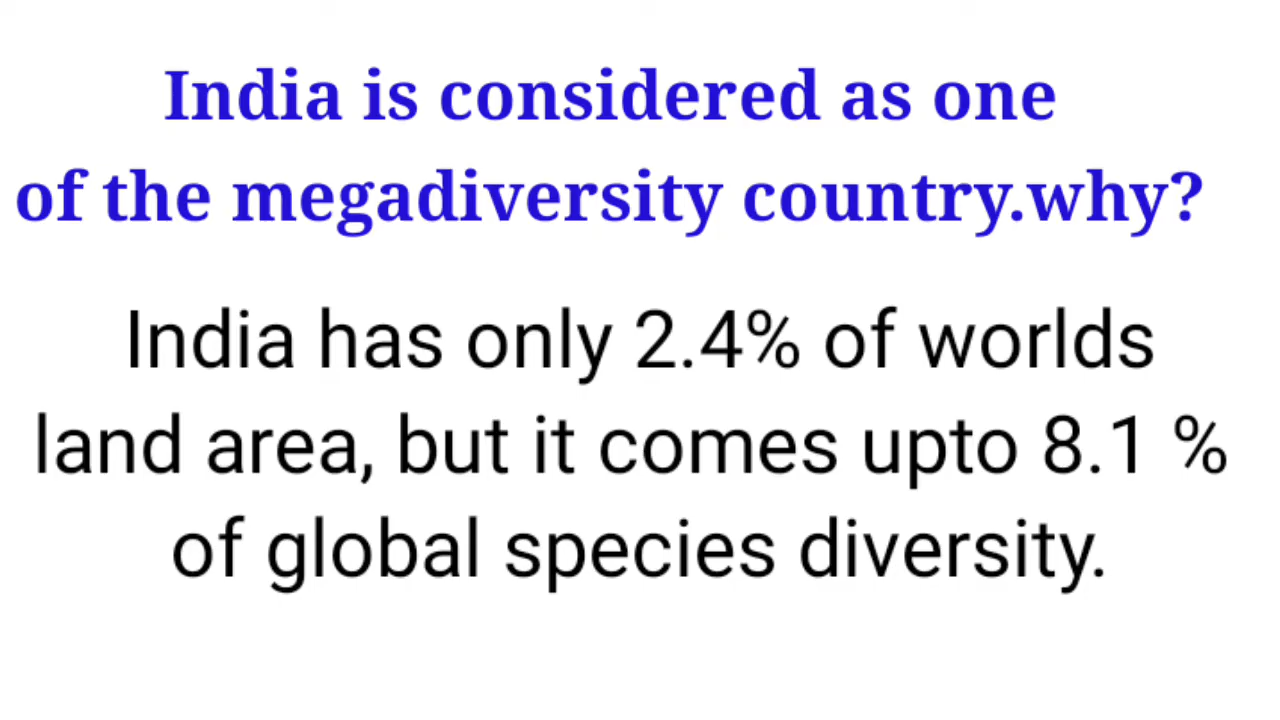 India is considered as one
of the megadiversity country.why?
India has only 2.4% of worlds
land area, but it comes upto 8.1 %
of global species diversity.